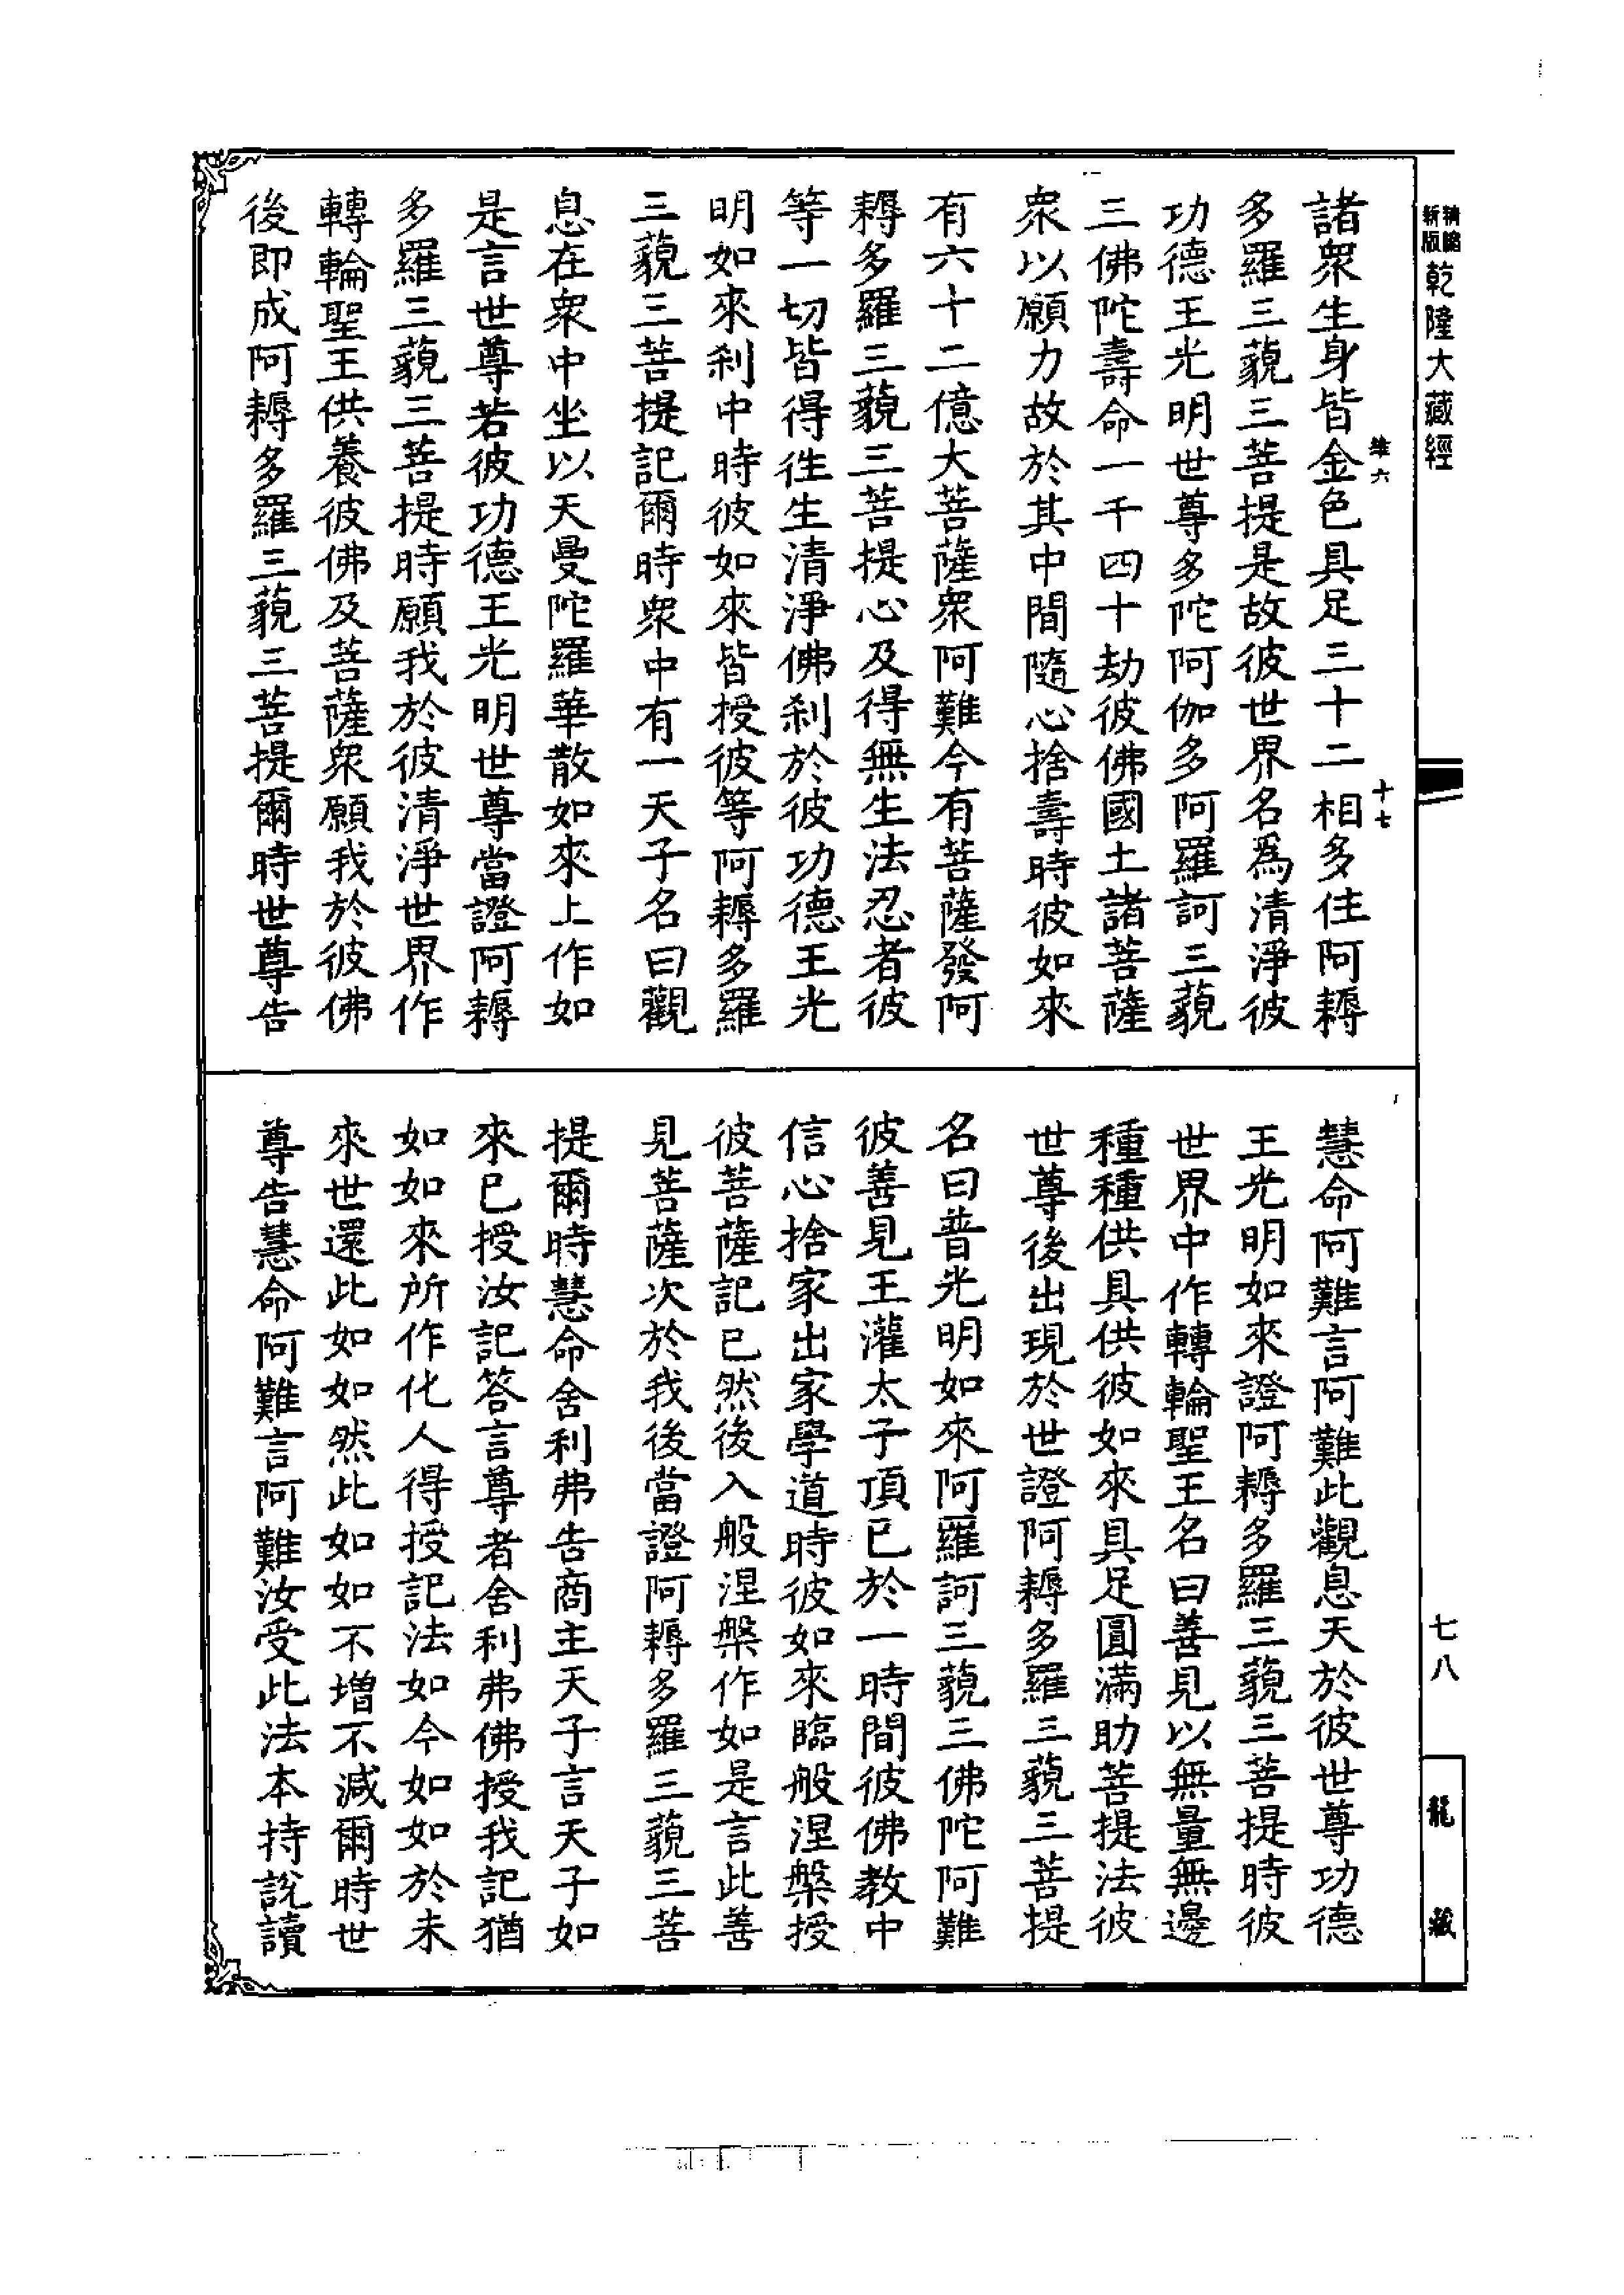 新版
精縮
乾隆大藏經
七八
龍藏
十七
諸衆生身皆金色具足三十二相多住阿耨
多羅三藐三菩提是故彼世界名爲清淨彼
功德王光明世尊多陀阿伽多阿羅訶三藐
三佛陀壽命一千四十劫彼佛國土諸菩薩
衆以願力故於其中間隨心捨壽時彼如來
有六十二億大菩薩衆阿難今有菩薩發阿
耨多羅三藐三菩提心及得無生法忍者彼
等一切皆得徃生清淨佛刹於彼功德王光
明如來刹中時彼如來皆授彼等阿耨多羅
三藐三菩提記爾時衆中有一天子名曰觀
息在衆中坐以天曼陀羅華散如來上作如
是言世尊若彼功德王光明世尊當證阿耨
多羅三藐三菩提時願我於彼清淨世界作
轉輪聖王供養彼佛及菩薩衆願我於彼佛
後即成阿耨多羅三藐三菩提爾時世尊告
慧命阿難言阿難此觀息天於彼世尊功德
王光明如來證阿耨多羅三藐三菩提時彼
世界中作轉輪聖王名曰善見以無量無邊
種種供具供彼如來具足圓滿助菩提法彼
世尊後出現於世證阿耨多羅三藐三菩提
名曰普光明如來阿羅訶三藐三佛陀阿難
彼善見王灌太子頂已於一時間彼佛教中
信心捨家出家學道時彼如來臨般涅槃授
彼菩薩記已然後入般涅槃作如是言此善
見菩薩次於我後當證阿耨多羅三藐三菩
提爾時慧命舍利弗告商主天子言天子如
來已授汝記答言尊者舍利弗佛授我記猶
如如來所作化人得授記法如今如如於未
來世還此如如然此如如不增不減爾時世
尊告慧命阿難言阿難汝受此法本持說讀